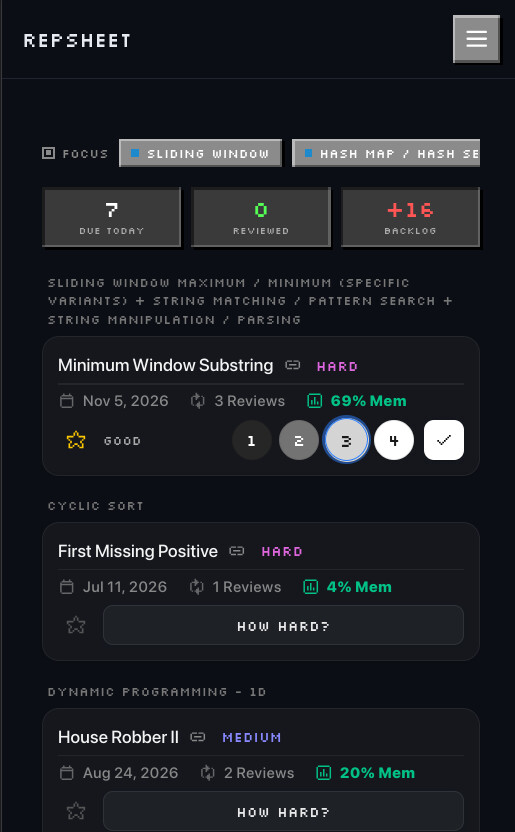 REPSHEET
FOCUS SLIDING WINDOW HASH MAP / HASH SE
7 0 +16
DUE TODAY REVIEWED BACKLOG
SLIDING WINDOW MAXIMUM / MINIMUM (SPECIFIC
VARIANTS) + STRING MATCHING / PATTERN SEARCH +
STRING MANIPULATION / PARSING
Minimum Window Substring HARD
Nov 5, 2026 3 Reviews 69% Mem
GOOD 1 2 3 4
CYCLIC SORT
First Missing Positive HARD
Jul 11, 2026 1 Reviews 4% Mem
HOW HARD?
DYNAMIC PROGRAMMING - 1D
House Robber II MEDIUM
Aug 24, 2026 2 Reviews 20% Mem
HOW HARD?